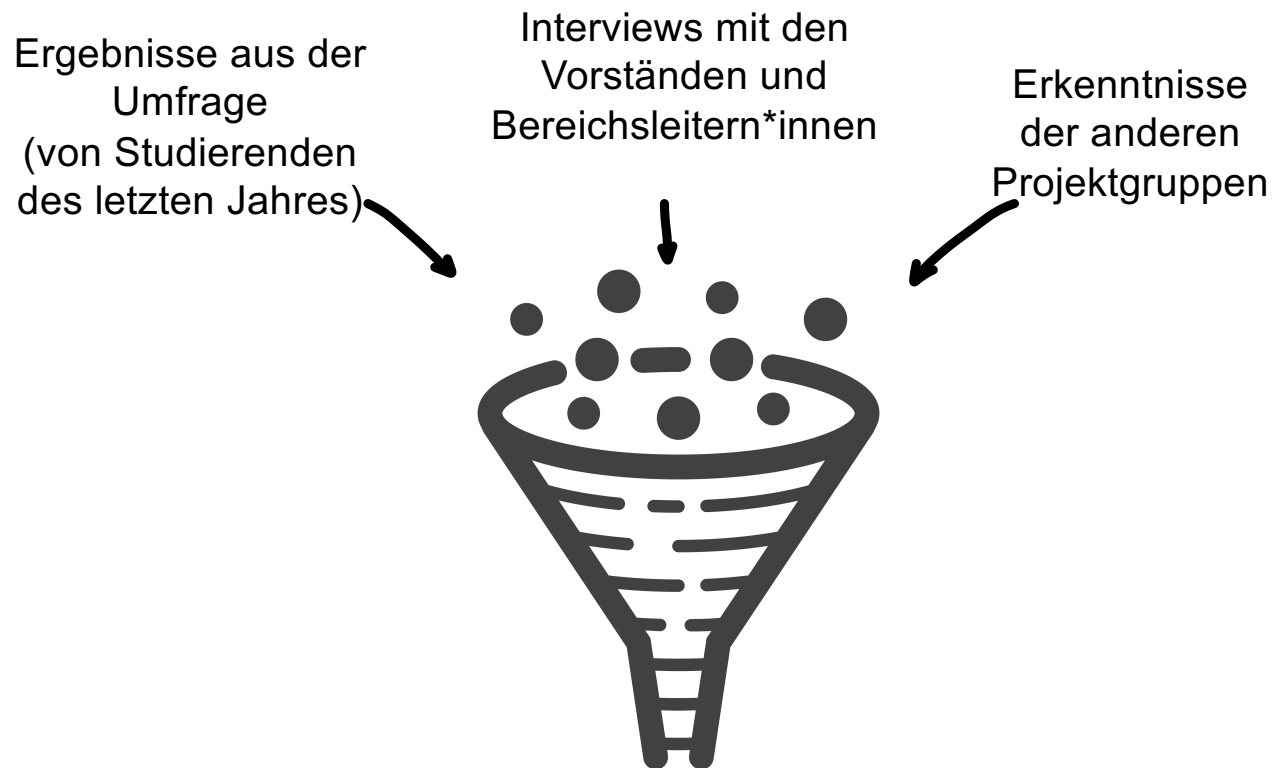 Ergebnisse aus der
Umfrage
(von Studierenden
des letzten Jahres)
Interviews mit den
Vorständen und
Bereichsleitern*innen
Erkenntnisse
der anderen
Projektgruppen